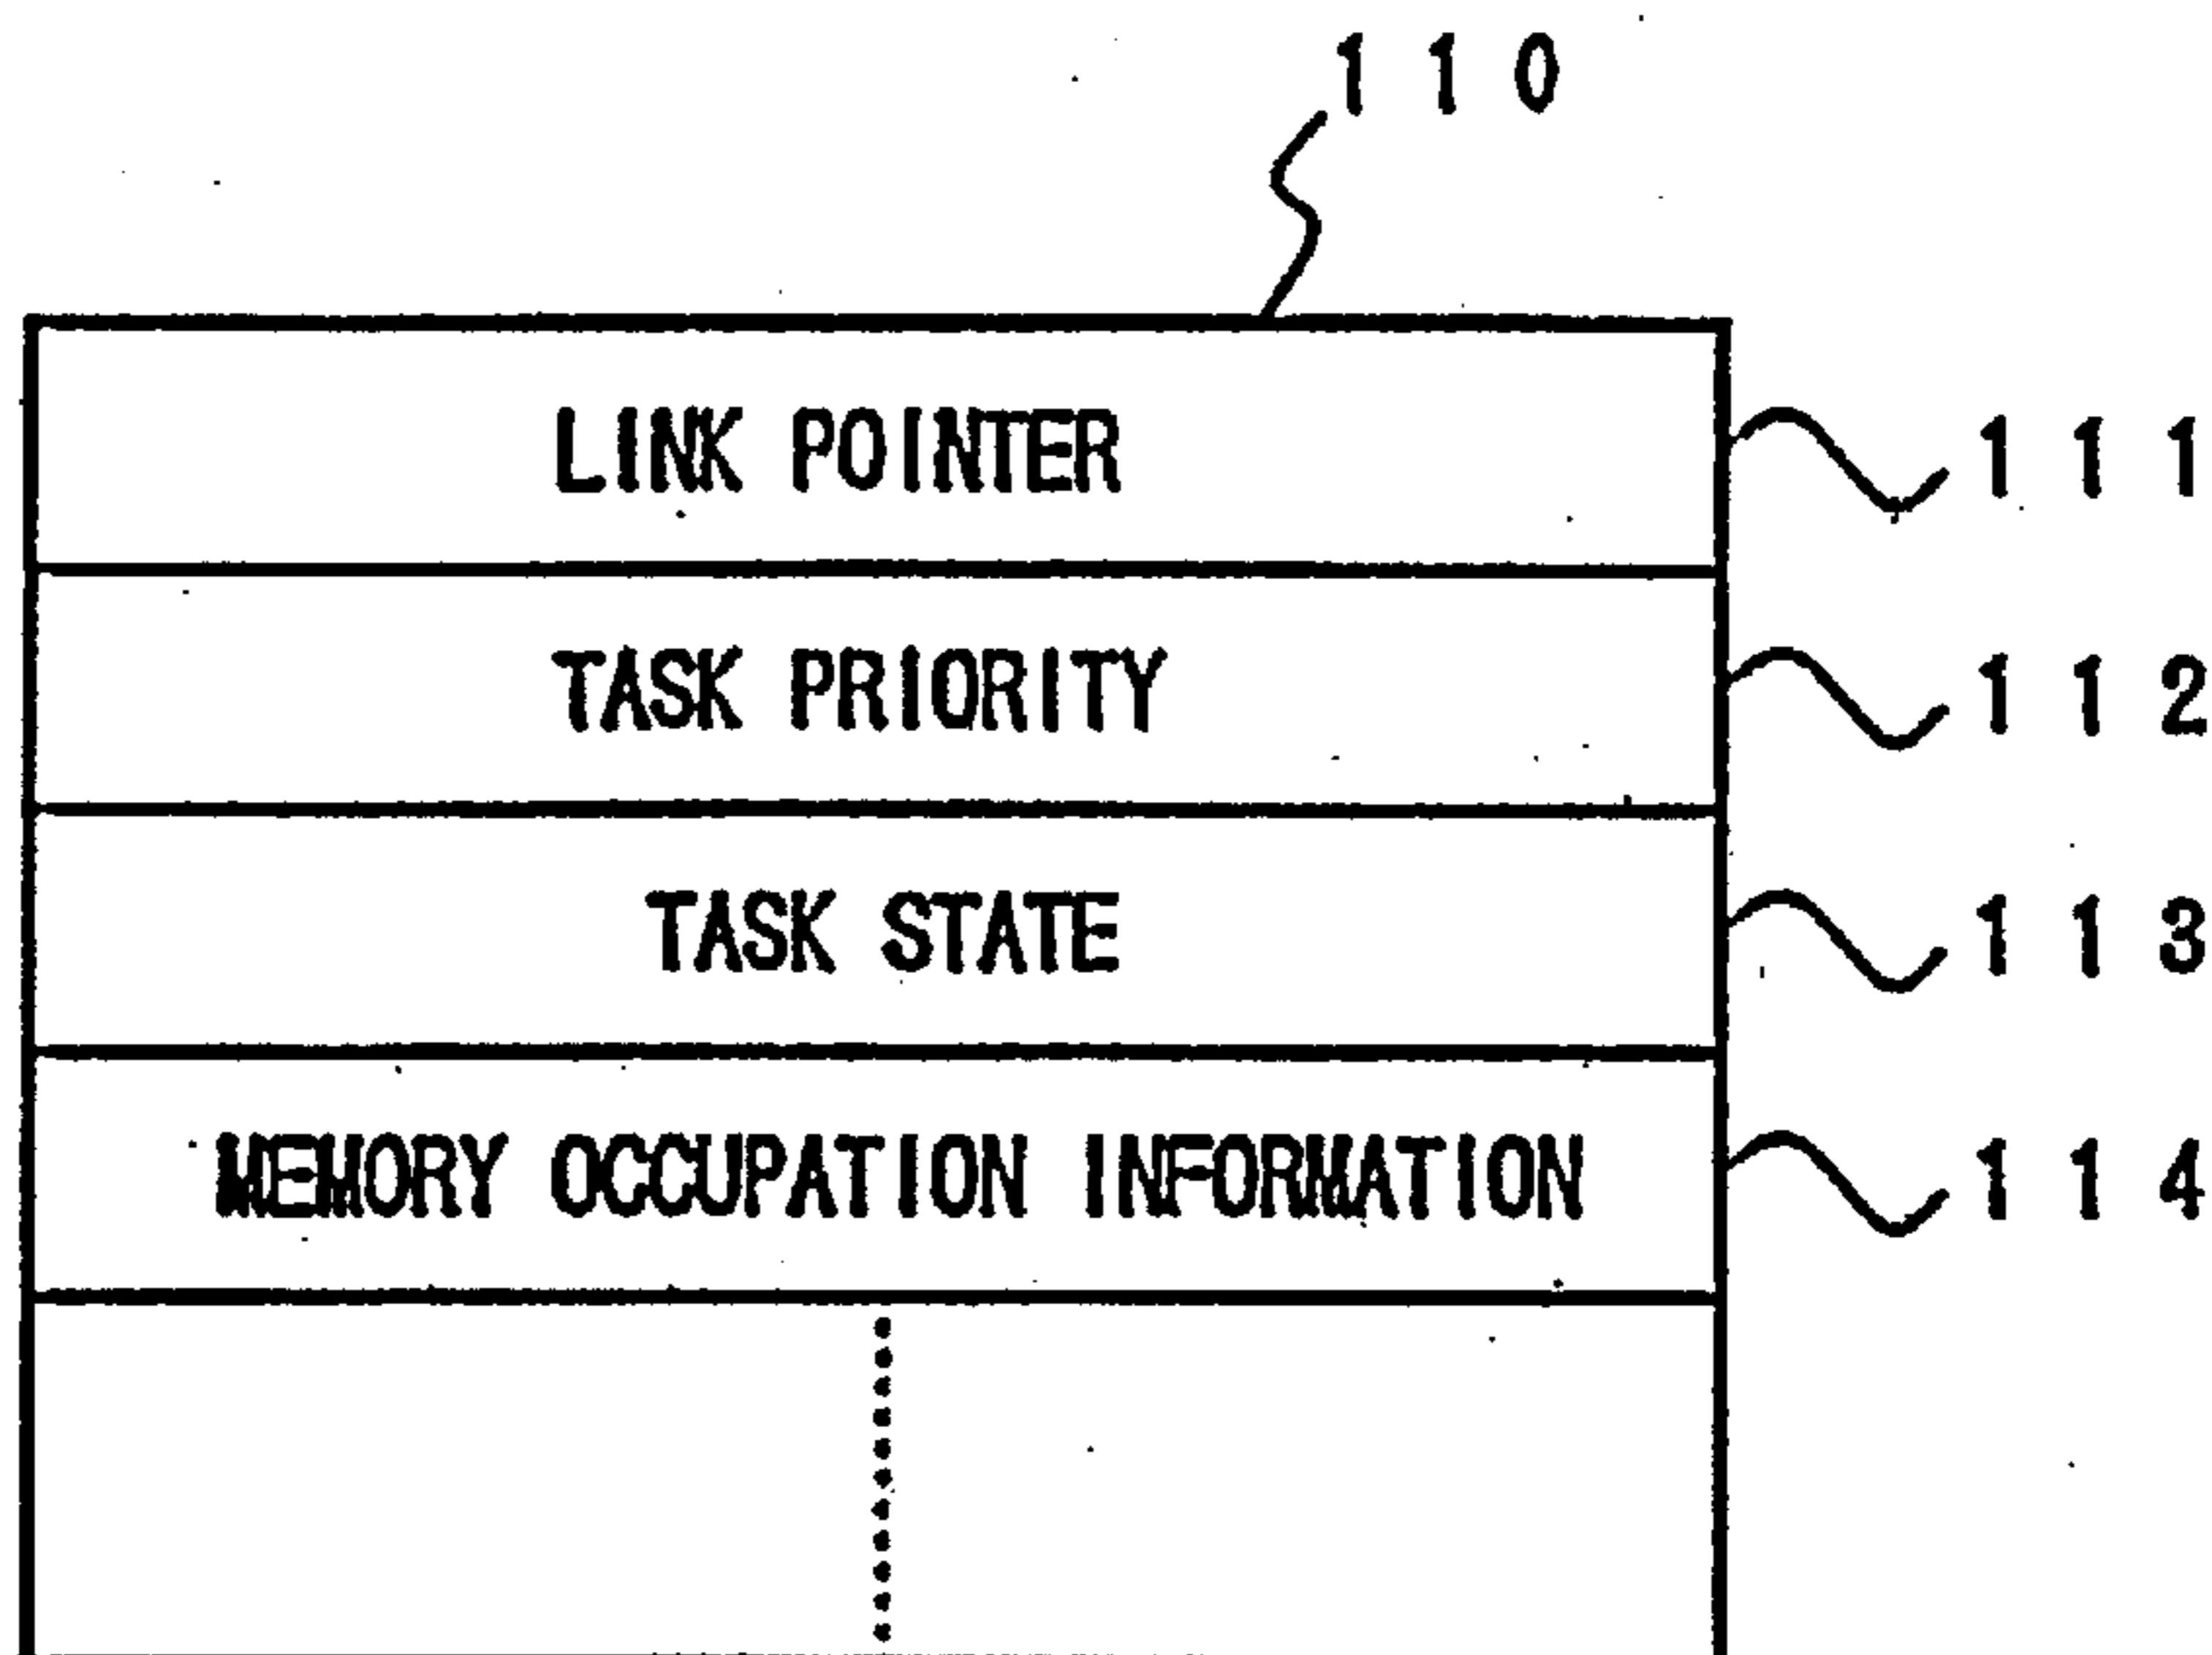 110
LINK POINTER 111
TASK PRIORITY 112
TASK STATE 113
MEMORY OCCUPATION INFORMATION 114